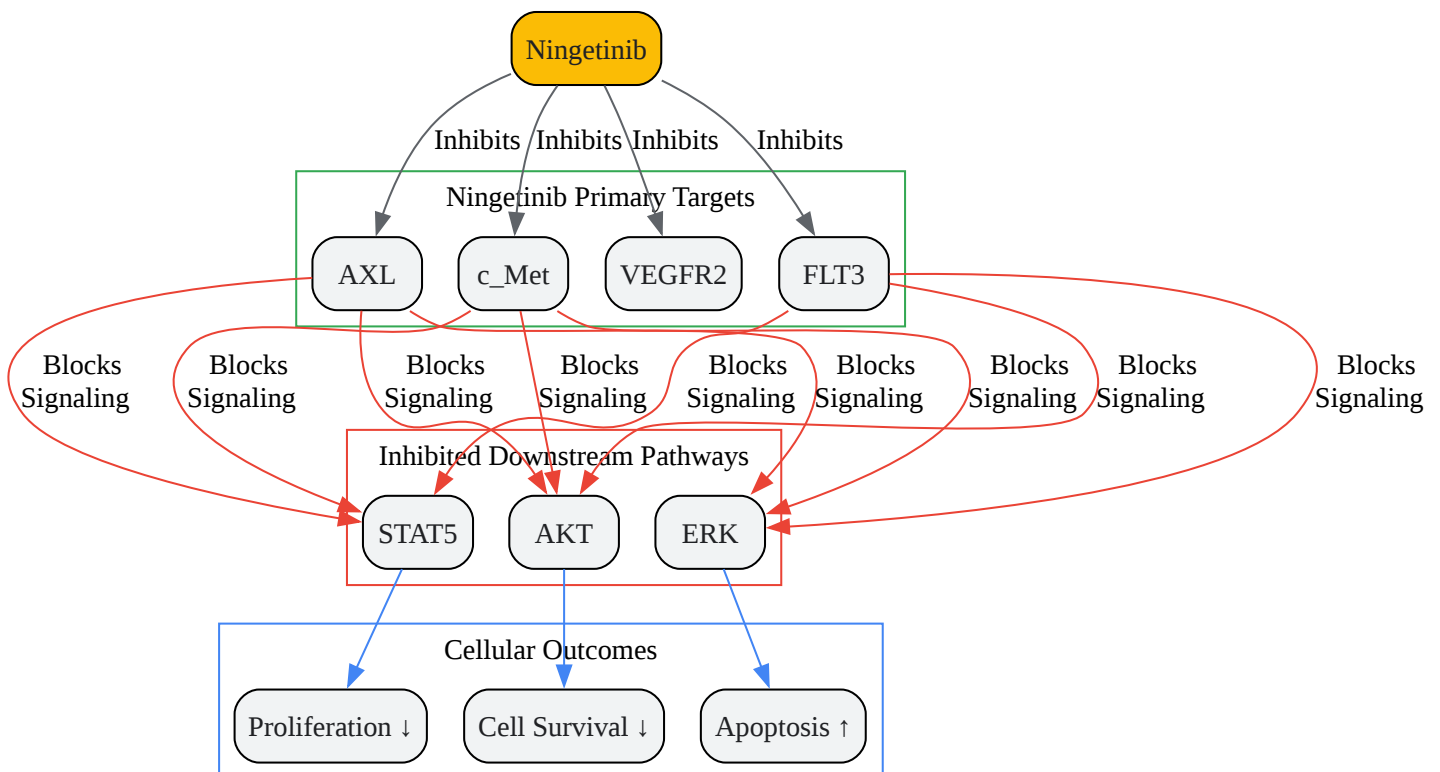 Ningetinib
Inhibits
Inhibits
Inhibits
Inhibits
Ningetinib Primary Targets
AXL
c_Met
VEGFR2
FLT3
Blocks
Signaling
Blocks
Signaling
Blocks
Signaling
Blocks
Signaling
Blocks
Signaling
Blocks
Signaling
Blocks
Signaling
Blocks
Signaling
Blocks
Signaling
Inhibited Downstream Pathways
STAT5
AKT
ERK
Cellular Outcomes
Proliferation ↓
Cell Survival ↓
Apoptosis ↑